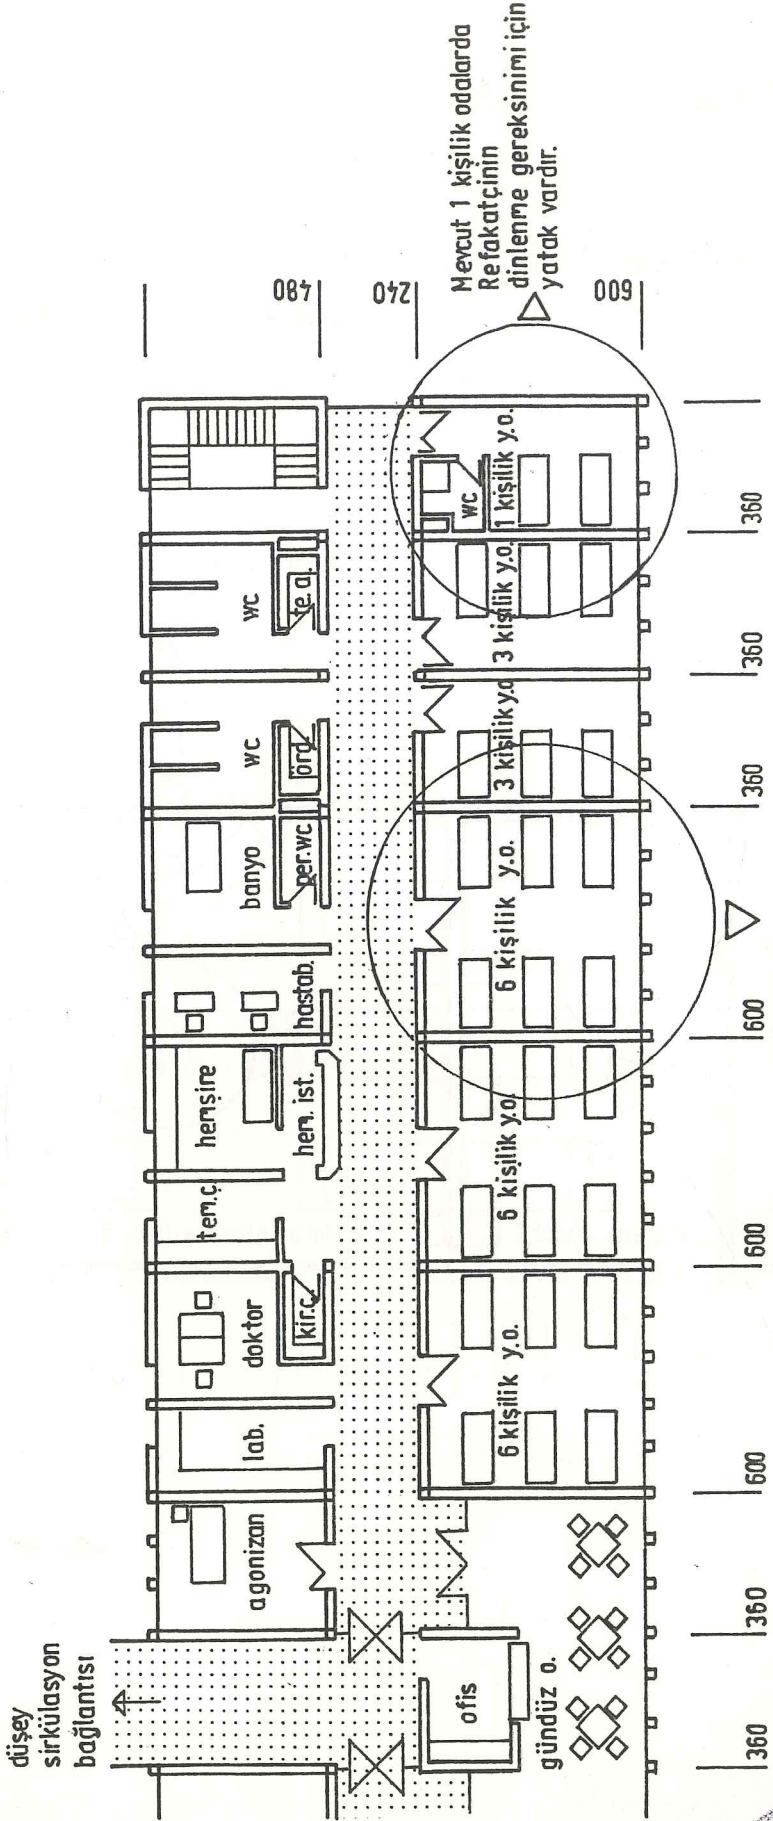 düşey
sirkülasyon
bağlantısı
agonizan
lab.
doktor
kir.ç.
tem.ç.
hemşire
hem. ist.
hastab.
banyo
per.wc
wc
örd.
wc
te.a.
480
240
600
Mevcut 1 kişilik odalarda
Refakatçinin
dinlenme gereksinimi için
yatak vardır.
ofis
gündüz o.
6 kişilik y.o.
6 kişilik y.o.
6 kişilik y.o.
3 kişilik y.o
3 kişilik y.o.
wc
1 kişilik y.o.
360
360
600
600
600
360
360
360